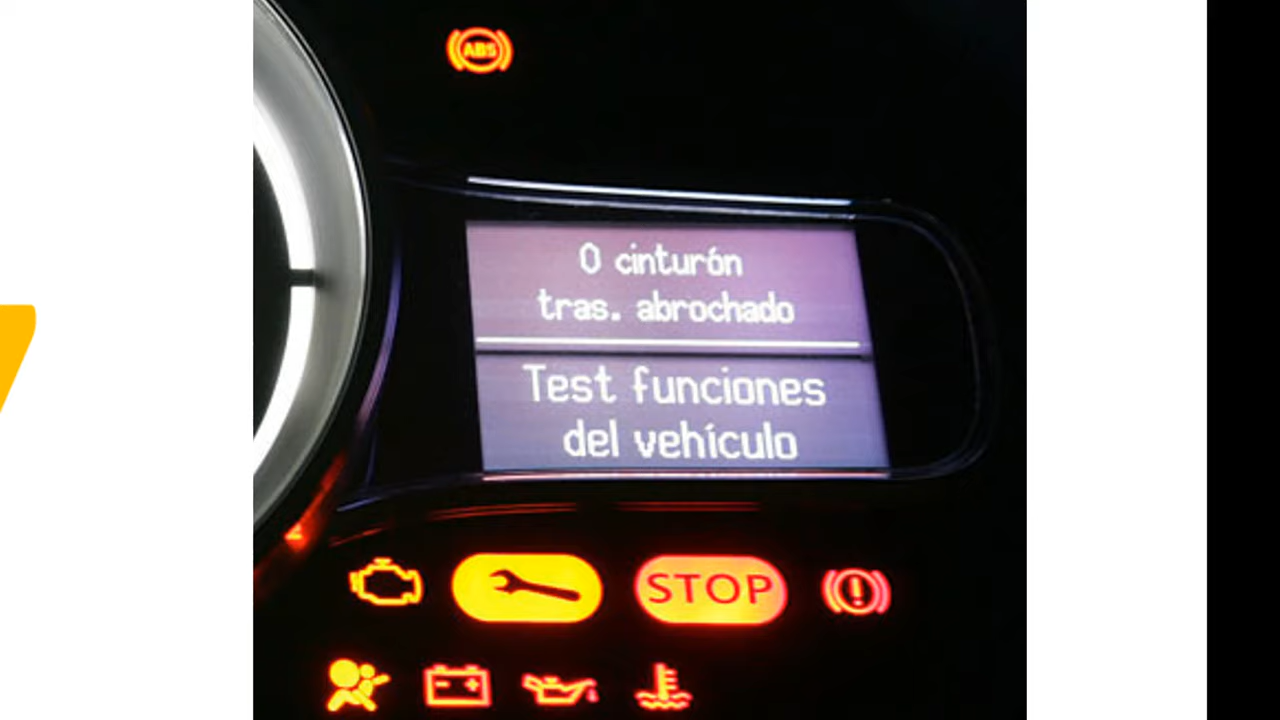 ABS
0 cinturón
tras. abrochado
Test funciones
del vehículo
STOP